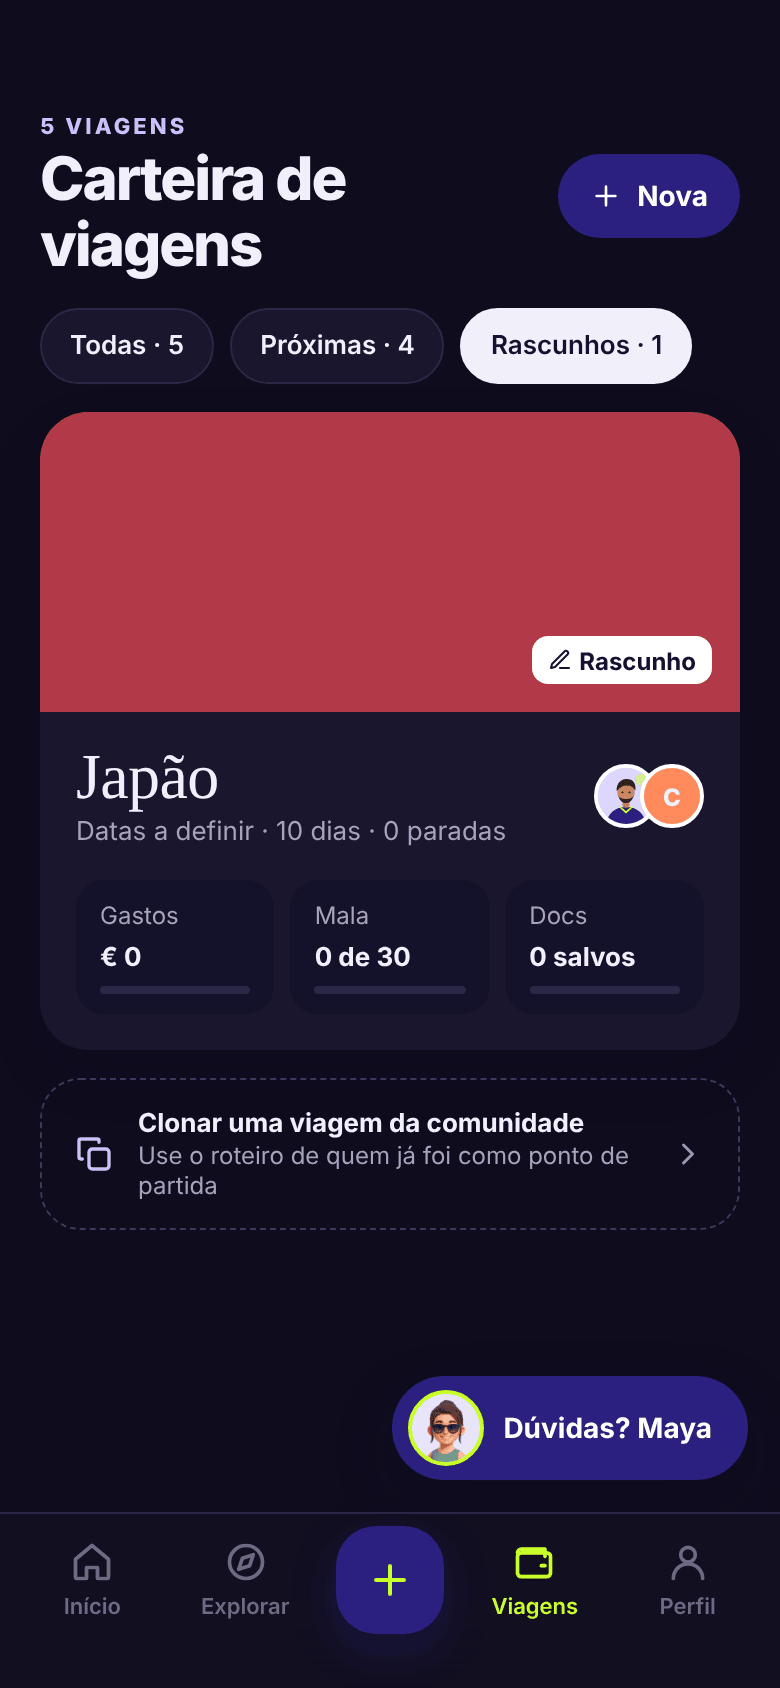 5 VIAGENS
Carteira de
viagens
Nova
Todas · 5
Próximas · 4
Rascunhos · 1
Rascunho
Japão
C
Datas a definir · 10 dias · 0 paradas
Gastos
Mala
Docs
€ 0
0 de 30
0 salvos
Clonar uma viagem da comunidade
Use o roteiro de quem já foi como ponto de
partida
Dúvidas? Maya
Início
Explorar
Viagens
Perfil